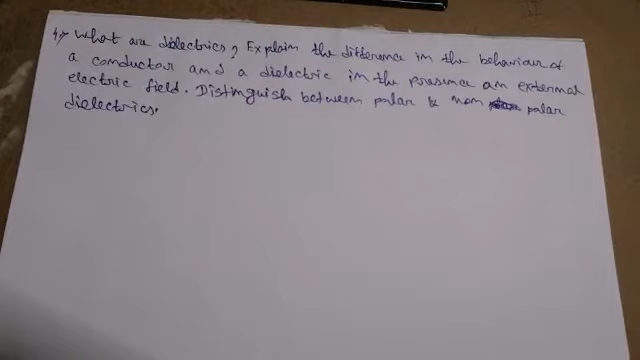 4) What are dielectrics? Explain the difference in the behaviour of
a conductor and a dielectric in the presence an external
electric field. Distinguish between polar & non polar
dielectrics.